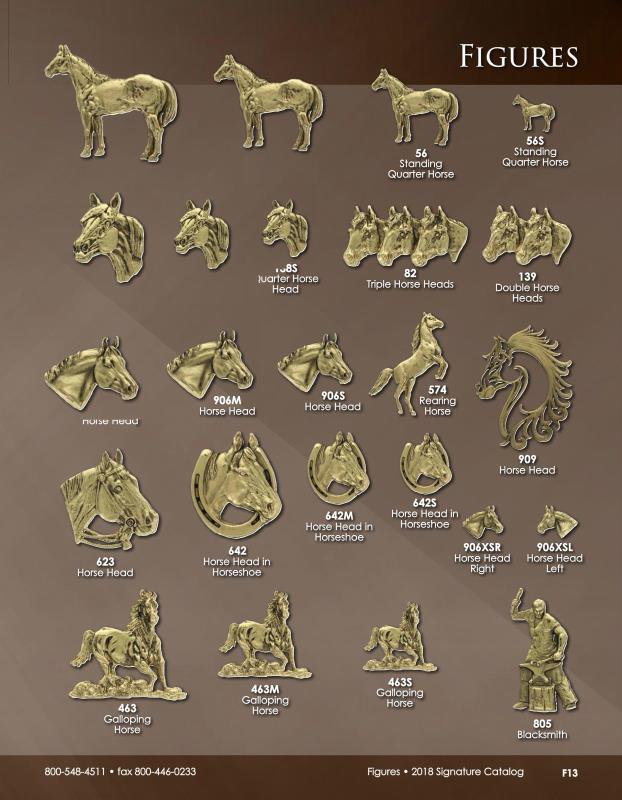 FIGURES
56
Standing
Quarter Horse
56S
Standing
Quarter Horse
Horse
Head
82
Triple Horse Heads
139
Double Horse
Heads
Horse Head
906M
Horse Head
906S
Horse Head
574
Rearing
Horse
909
Horse Head
623
Horse Head
642
Horse Head in
Horseshoe
642M
Horse Head in
Horseshoe
642S
Horse Head in
Horseshoe
906XSR
Horse Head
Right
906XSL
Horse Head
Left
463
Galloping
Horse
463M
Galloping
Horse
463S
Galloping
Horse
805
Blacksmith
800-548-4511 • fax 800-446-0233
Figures • 2018 Signature Catalog
F13